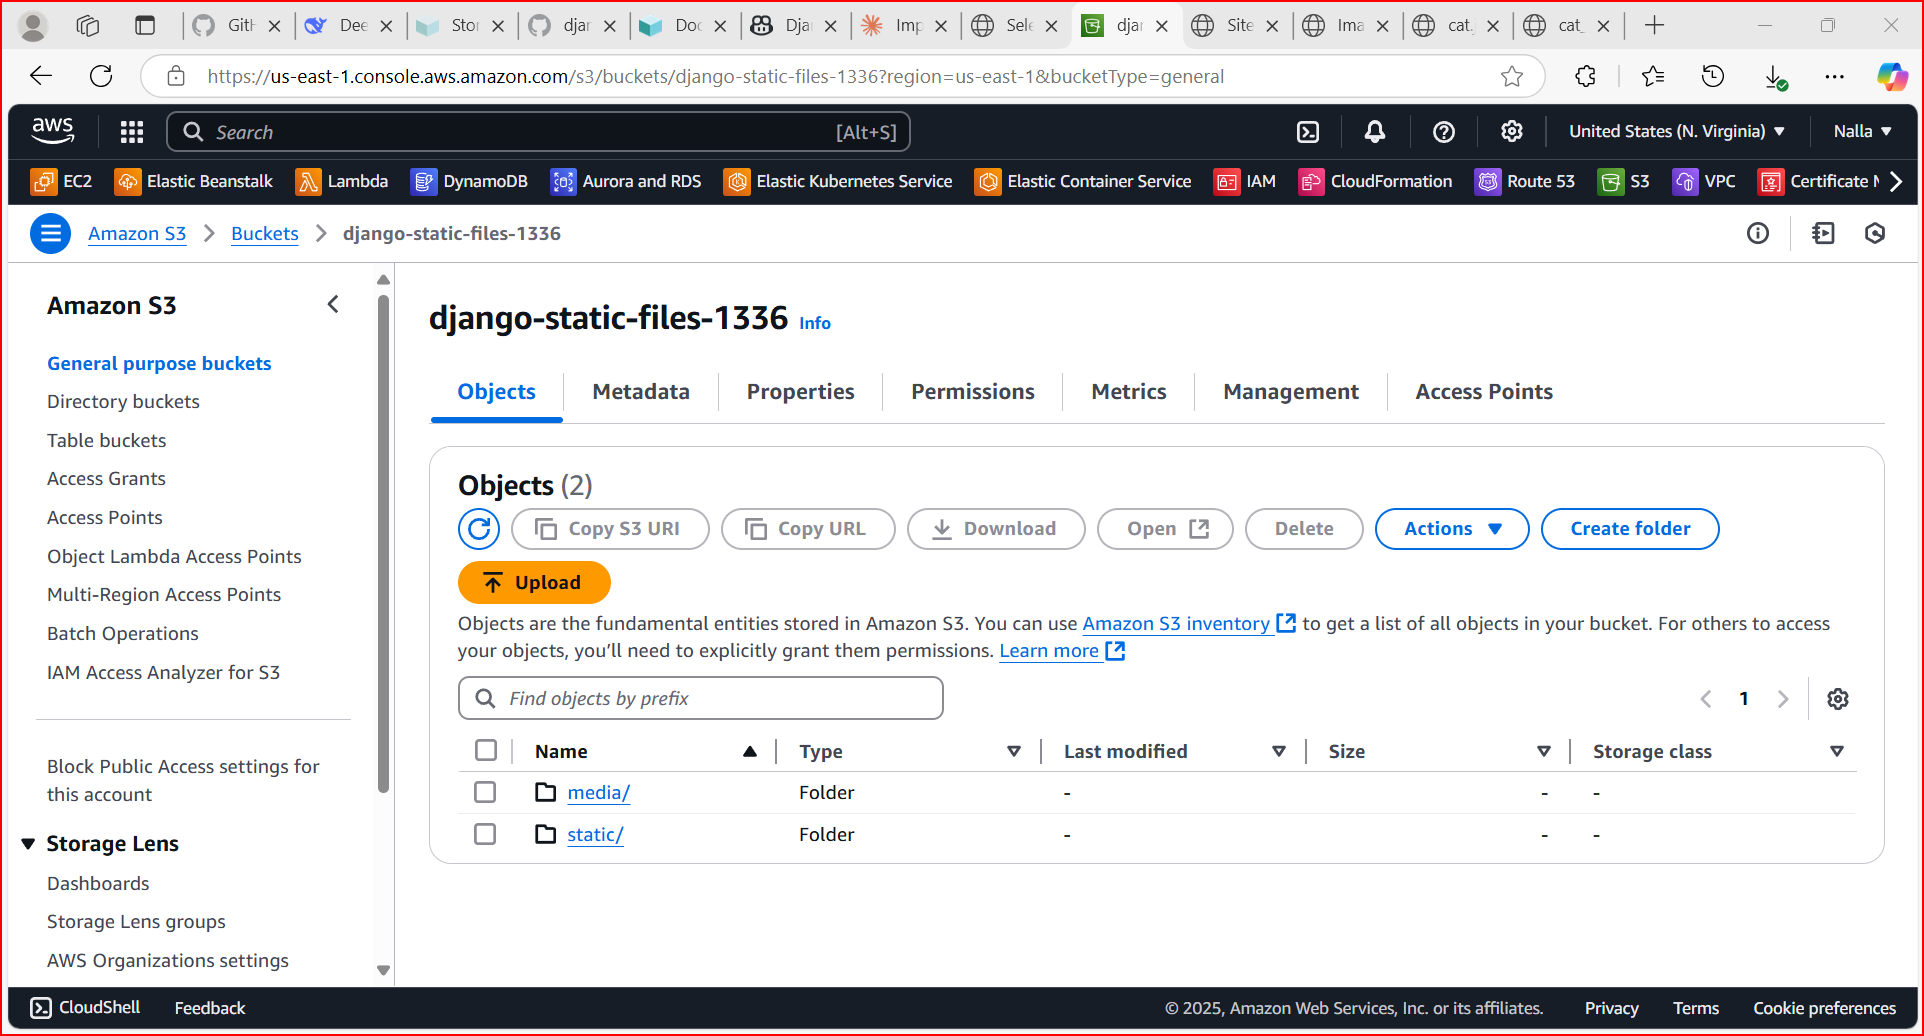 GitH
Dee
Stor
djan
Doc
Djan
Imp
Sele
djan
Site
Ima
cat.j
cat_
https://us-east-1.console.aws.amazon.com/s3/buckets/django-static-files-1336?region=us-east-1&bucketType=general
aws
Search
[Alt+S]
United States (N. Virginia)
Nalla
EC2
Elastic Beanstalk
Lambda
DynamoDB
Aurora and RDS
Elastic Kubernetes Service
Elastic Container Service
IAM
CloudFormation
Route 53
S3
VPC
Certificate M
Amazon S3
Buckets
django-static-files-1336
Amazon S3
General purpose buckets
Directory buckets
Table buckets
Access Grants
Access Points
Object Lambda Access Points
Multi-Region Access Points
Batch Operations
IAM Access Analyzer for S3
Block Public Access settings for
this account
Storage Lens
Dashboards
Storage Lens groups
AWS Organizations settings
django-static-files-1336 Info
Objects
Metadata
Properties
Permissions
Metrics
Management
Access Points
Objects (2)
Copy S3 URI
Copy URL
Download
Open
Delete
Actions
Create folder
Upload
Objects are the fundamental entities stored in Amazon S3. You can use Amazon S3 inventory to get a list of all objects in your bucket. For others to access
your objects, you'll need to explicitly grant them permissions. Learn more
Find objects by prefix
1
Name Type Last modified Size Storage class
media/ Folder - - -
static/ Folder - - -
CloudShell
Feedback
© 2025, Amazon Web Services, Inc. or its affiliates.
Privacy
Terms
Cookie preferences